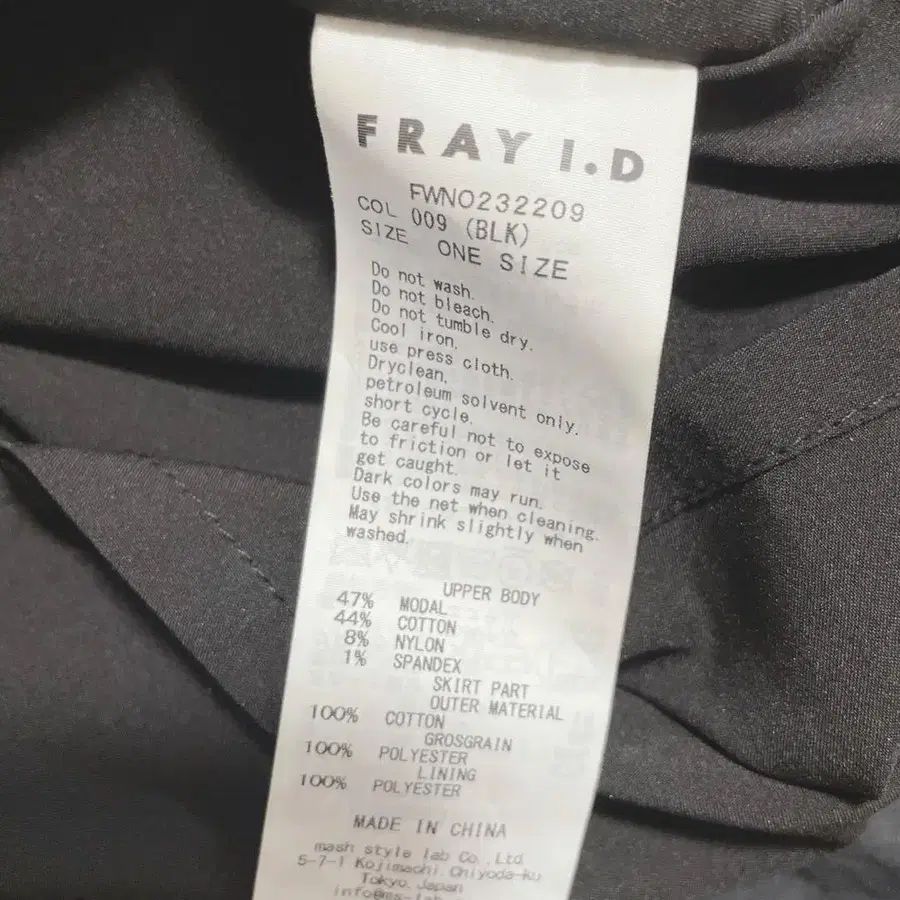 FRAY I.D
FWNO232209
COL 009 (BLK)
SIZE ONE SIZE
Do not wash.
Do not bleach.
Do not tumble dry.
Cool iron.
use press cloth.
Dryclean,
petroleum solvent only.
short cycle.
Be careful not to expose
to friction or let it
get caught.
Dark colors may run.
Use the net when cleaning.
May shrink slightly when
washed.
UPPER BODY
47% MODAL
44% COTTON
8% NYLON
1% SPANDEX
SKIRT PART
OUTER MATERIAL
100% COTTON
GROSGRAIN
100% POLYESTER
LINING
100% POLYESTER
MADE IN CHINA
mash style lab Co.,Ltd.
5-7-1 Kojimachi Chiyoda-ku
Tokyo, Japan